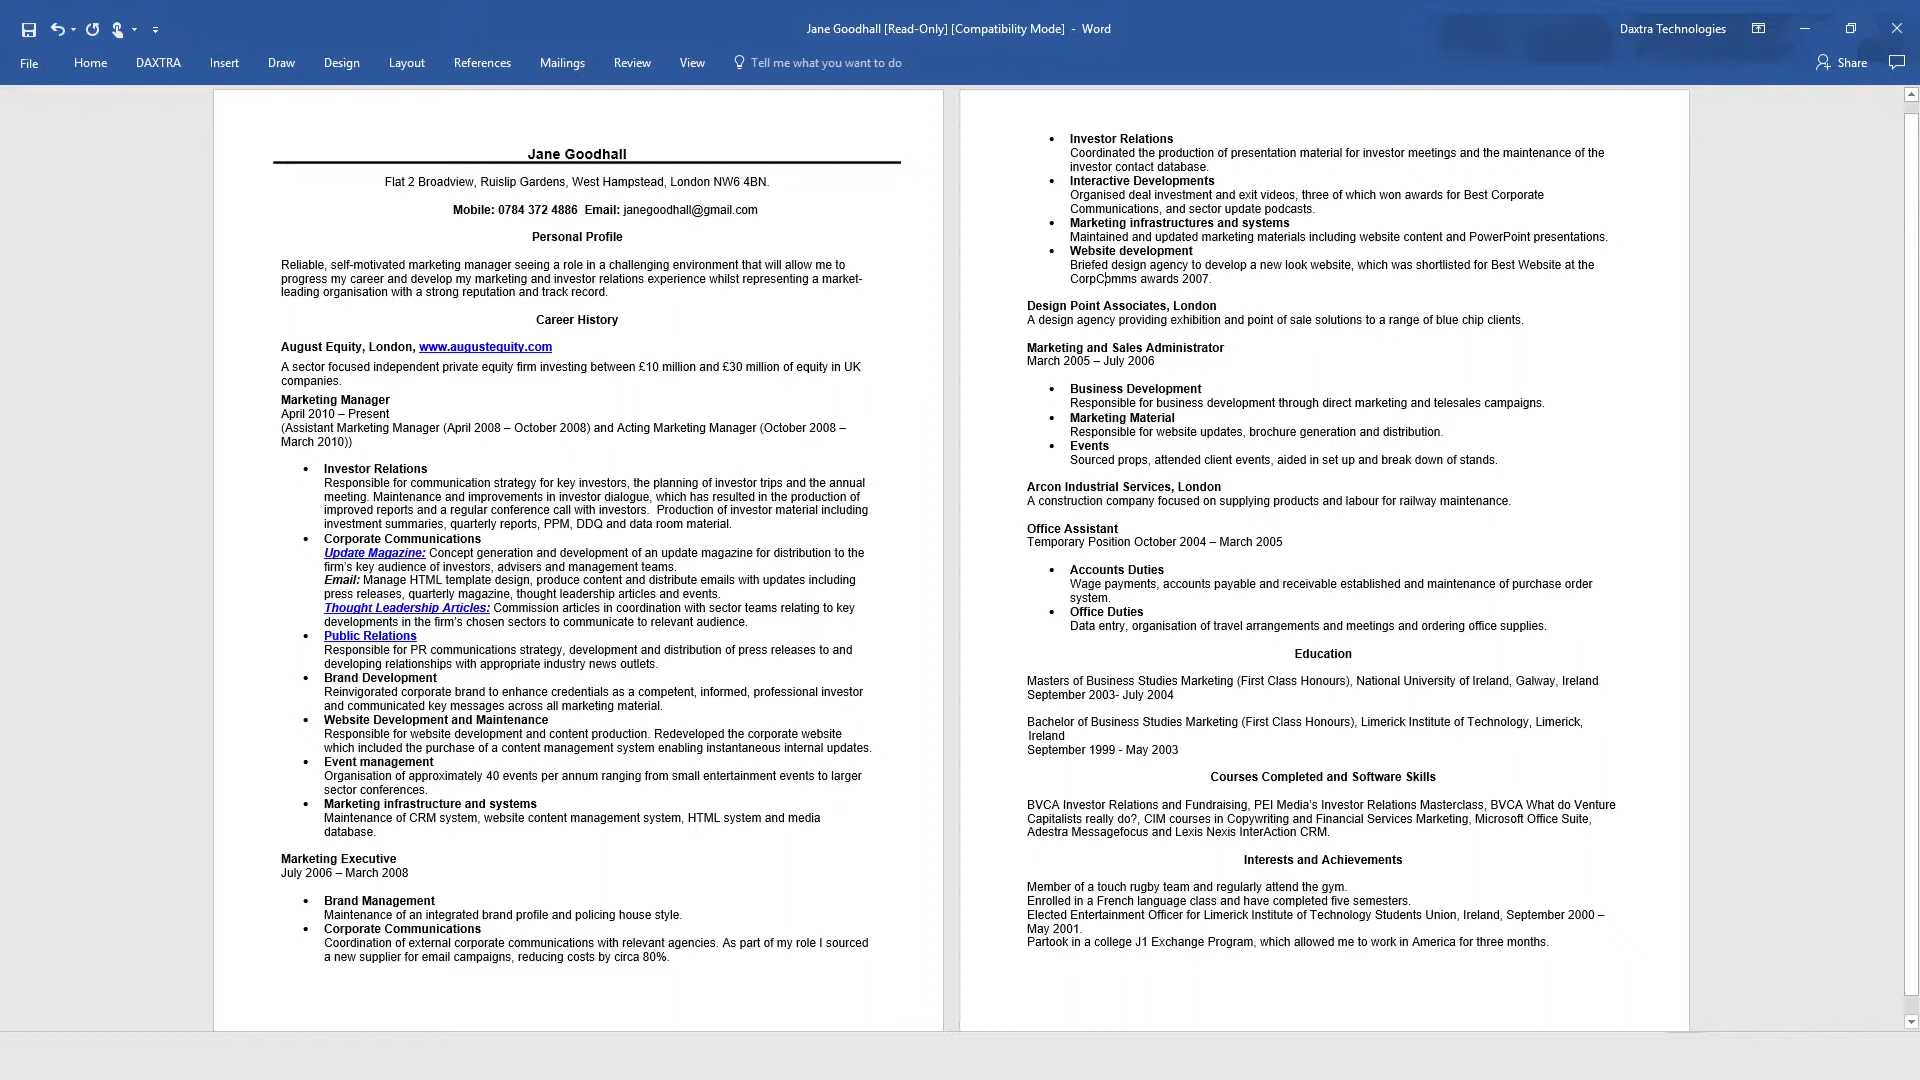 Jane Goodhall [Read-Only] [Compatibility Mode] - Word
Daxtra Technologies
File Home DAXTRA Insert Draw Design Layout References Mailings Review View Tell me what you want to do Share
Jane Goodhall
Flat 2 Broadview, Ruislip Gardens, West Hampstead, London NW6 4BN.
Mobile: 0784 372 4886 Email: janegoodhall@gmail.com
Personal Profile
Reliable, self-motivated marketing manager seeing a role in a challenging environment that will allow me to
progress my career and develop my marketing and investor relations experience whilst representing a market-
leading organisation with a strong reputation and track record.
Career History
August Equity, London, www.augustequity.com
A sector focused independent private equity firm investing between £10 million and £30 million of equity in UK
companies.
Marketing Manager
April 2010 – Present
(Assistant Marketing Manager (April 2008 – October 2008) and Acting Marketing Manager (October 2008 –
March 2010))
• Investor Relations
Responsible for communication strategy for key investors, the planning of investor trips and the annual
meeting. Maintenance and improvements in investor dialogue, which has resulted in the production of
improved reports and a regular conference call with investors. Production of investor material including
investment summaries, quarterly reports, PPM, DDQ and data room material.
• Corporate Communications
Update Magazine: Concept generation and development of an update magazine for distribution to the
firm's key audience of investors, advisers and management teams.
Email: Manage HTML template design, produce content and distribute emails with updates including
press releases, quarterly magazine, thought leadership articles and events.
Thought Leadership Articles: Commission articles in coordination with sector teams relating to key
developments in the firm's chosen sectors to communicate to relevant audience.
• Public Relations
Responsible for PR communications strategy, development and distribution of press releases to and
developing relationships with appropriate industry news outlets.
• Brand Development
Reinvigorated corporate brand to enhance credentials as a competent, informed, professional investor
and communicated key messages across all marketing material.
• Website Development and Maintenance
Responsible for website development and content production. Redeveloped the corporate website
which included the purchase of a content management system enabling instantaneous internal updates.
• Event management
Organisation of approximately 40 events per annum ranging from small entertainment events to larger
sector conferences.
• Marketing infrastructure and systems
Maintenance of CRM system, website content management system, HTML system and media
database.
Marketing Executive
July 2006 – March 2008
• Brand Management
Maintenance of an integrated brand profile and policing house style.
• Corporate Communications
Coordination of external corporate communications with relevant agencies. As part of my role I sourced
a new supplier for email campaigns, reducing costs by circa 80%.
• Investor Relations
Coordinated the production of presentation material for investor meetings and the maintenance of the
investor contact database.
• Interactive Developments
Organised deal investment and exit videos, three of which won awards for Best Corporate
Communications, and sector update podcasts.
• Marketing infrastructures and systems
Maintained and updated marketing materials including website content and PowerPoint presentations.
• Website development
Briefed design agency to develop a new look website, which was shortlisted for Best Website at the
CorpComms awards 2007.
Design Point Associates, London
A design agency providing exhibition and point of sale solutions to a range of blue chip clients.
Marketing and Sales Administrator
March 2005 – July 2006
• Business Development
Responsible for business development through direct marketing and telesales campaigns.
• Marketing Material
Responsible for website updates, brochure generation and distribution.
• Events
Sourced props, attended client events, aided in set up and break down of stands.
Arcon Industrial Services, London
A construction company focused on supplying products and labour for railway maintenance.
Office Assistant
Temporary Position October 2004 – March 2005
• Accounts Duties
Wage payments, accounts payable and receivable established and maintenance of purchase order
system.
• Office Duties
Data entry, organisation of travel arrangements and meetings and ordering office supplies.
Education
Masters of Business Studies Marketing (First Class Honours), National University of Ireland, Galway, Ireland
September 2003- July 2004
Bachelor of Business Studies Marketing (First Class Honours), Limerick Institute of Technology, Limerick,
Ireland
September 1999 - May 2003
Courses Completed and Software Skills
BVCA Investor Relations and Fundraising, PEI Media's Investor Relations Masterclass, BVCA What do Venture
Capitalists really do?, CIM courses in Copywriting and Financial Services Marketing, Microsoft Office Suite,
Adestra Messagefocus and Lexis Nexis InterAction CRM.
Interests and Achievements
Member of a touch rugby team and regularly attend the gym.
Enrolled in a French language class and have completed five semesters.
Elected Entertainment Officer for Limerick Institute of Technology Students Union, Ireland, September 2000 –
May 2001.
Partook in a college J1 Exchange Program, which allowed me to work in America for three months.